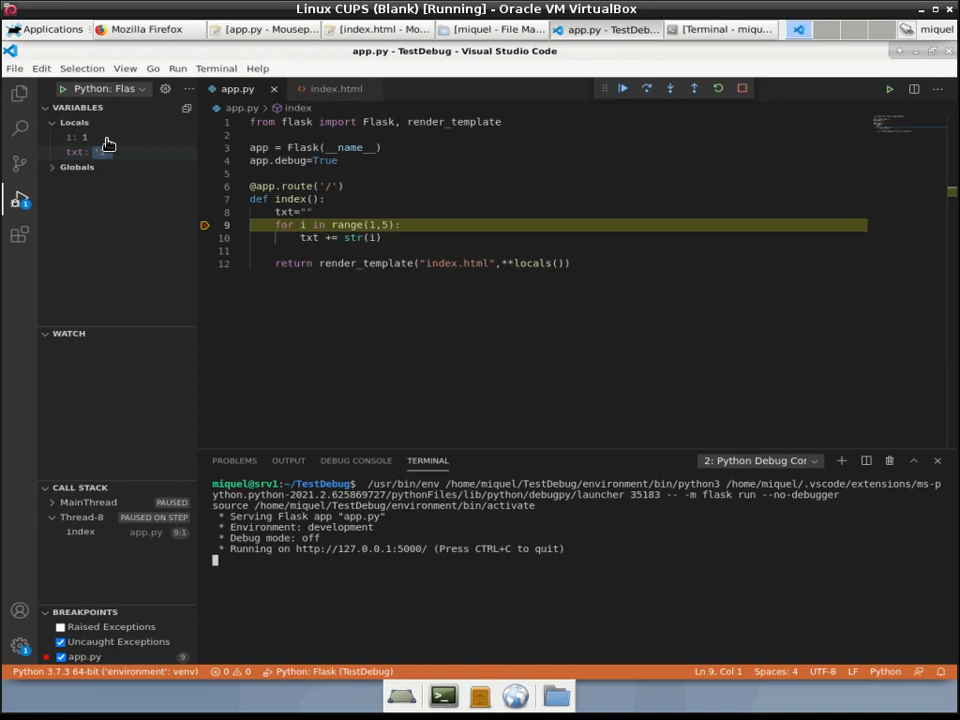 Linux CUPS (Blank) [Running] - Oracle VM VirtualBox
Applications
Mozilla Firefox
[app.py - Mousep...
[index.html - Mo...
[miquel - File Ma...
app.py - TestDeb...
[Terminal - miqu...
miquel
app.py - TestDebug - Visual Studio Code
File Edit Selection View Go Run Terminal Help
Python: Flas
app.py
index.html
VARIABLES
Locals
i: 1
txt:
Globals
WATCH
CALL STACK
MainThread PAUSED
Thread-8 PAUSED ON STEP
index app.py 9:1
BREAKPOINTS
Raised Exceptions
Uncaught Exceptions
app.py 9
1
1
app.py > index
1 from flask import Flask, render_template
2
3 app = Flask(__name__)
4 app.debug=True
5
6 @app.route('/')
7 def index():
8 txt=""
9 for i in range(1,5):
10 txt += str(i)
11
12 return render_template("index.html",**locals())
PROBLEMS OUTPUT DEBUG CONSOLE TERMINAL
2: Python Debug Cor
miquel@srv1:~/TestDebug$ /usr/bin/env /home/miquel/TestDebug/environment/bin/python3 /home/miquel/.vscode/extensions/ms-p
ython.python-2021.2.625869727/pythonFiles/lib/python/debugpy/launcher 35183 -- -m flask run --no-debugger
source /home/miquel/TestDebug/environment/bin/activate
* Serving Flask app "app.py"
* Environment: development
* Debug mode: off
* Running on http://127.0.0.1:5000/ (Press CTRL+C to quit)
Python 3.7.3 64-bit ('environment': venv) 0 0 Python: Flask (TestDebug) Ln 9, Col 1 Spaces: 4 UTF-8 LF Python